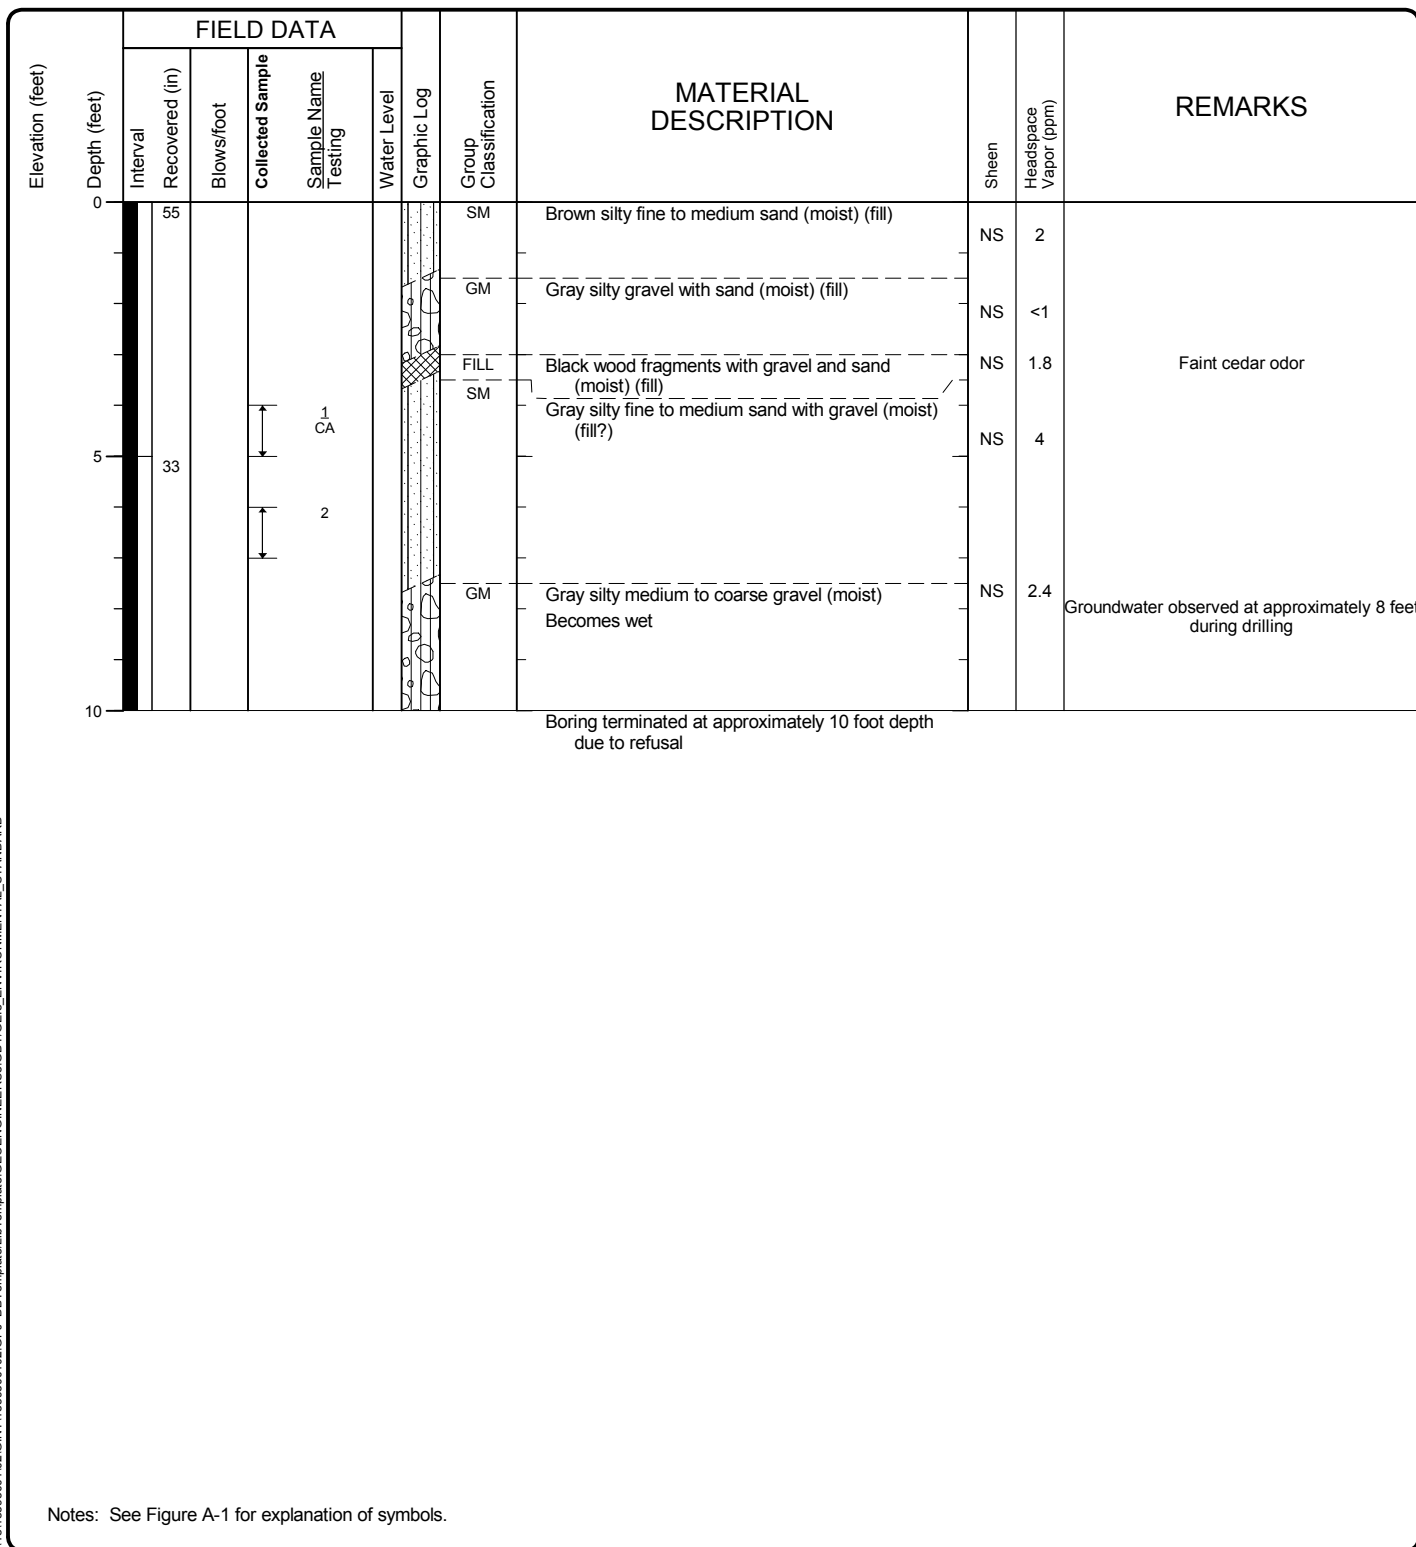 FIELD DATA
Elevation (feet)
Depth (feet)
Interval
Recovered (in)
Blows/foot
Collected Sample
Sample Name
Testing
Water Level
Graphic Log
Group
Classification
MATERIAL
DESCRIPTION
Sheen
Headspace
Vapor (ppm)
REMARKS
0
55
SM
Brown silty fine to medium sand (moist) (fill)
NS
2
GM
Gray silty gravel with sand (moist) (fill)
NS
<1
FILL
Black wood fragments with gravel and sand
(moist) (fill)
NS
1.8
Faint cedar odor
SM
Gray silty fine to medium sand with gravel (moist)
(fill?)
1
CA
NS
4
5
33
2
GM
Gray silty medium to coarse gravel (moist)
NS
2.4
Becomes wet
Groundwater observed at approximately 8 feet
during drilling
10
Boring terminated at approximately 10 foot depth
due to refusal
Notes: See Figure A-1 for explanation of symbols.